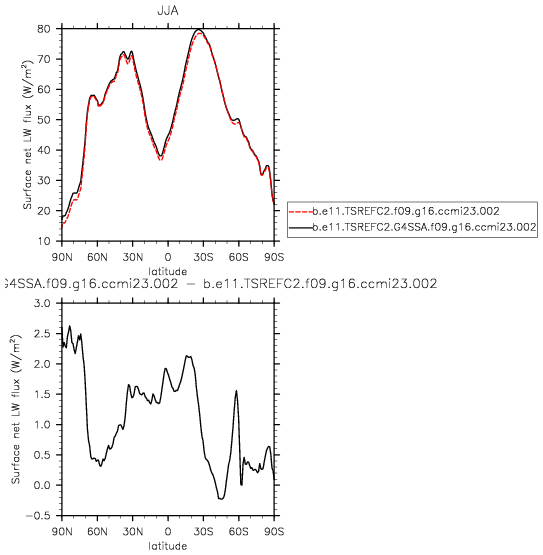 JJA
80
70
60
50
40
30
20
10
Surface net LW flux (W/m²)
90N 60N 30N 0 30S 60S 90S
latitude
b.e11.TSREFC2.f09.g16.ccmi23.002
b.e11.TSREFC2.G4SSA.f09.g16.ccmi23.002
G4SSA.f09.g16.ccmi23.002 − b.e11.TSREFC2.f09.g16.ccmi23.002
3.0
2.5
2.0
1.5
1.0
0.5
0.0
−0.5
Surface net LW flux (W/m²)
90N 60N 30N 0 30S 60S 90S
latitude